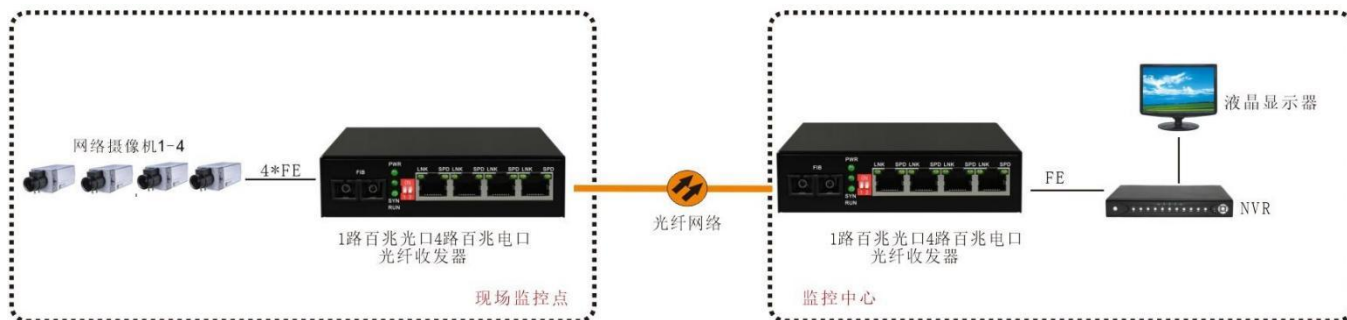 网络摄像机1-4
4*FE
FIB
PWR
SYN
RUN
LNK SPD LNK SPD LNK SPD LNK SPD
1路百兆光口4路百兆电口
光纤收发器
现场监控点
光纤网络
FIB
PWR
SYN
RUN
LNK SPD LNK SPD LNK SPD LNK SPD
1路百兆光口4路百兆电口
光纤收发器
监控中心
FE
液晶显示器
NVR